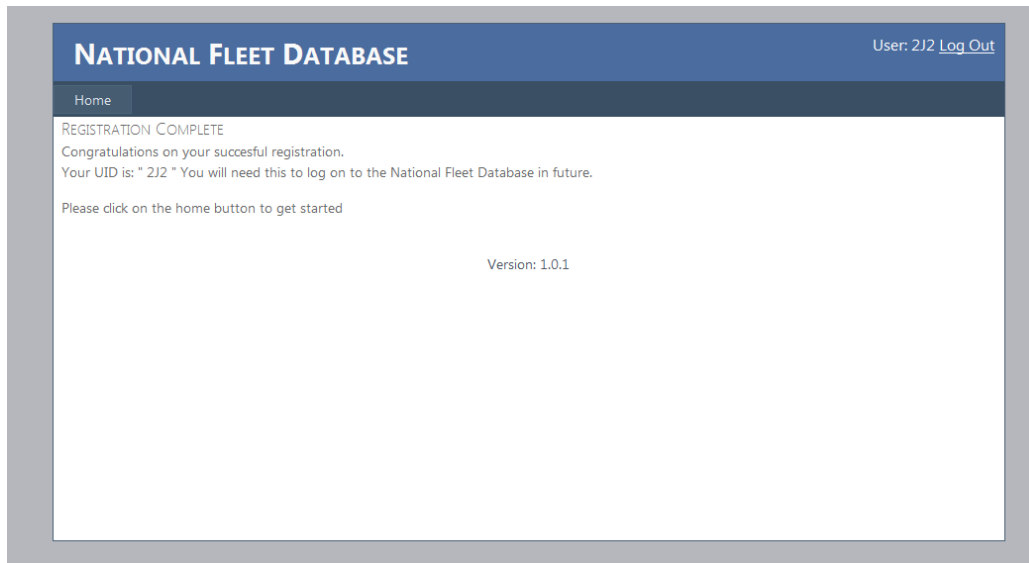 NATIONAL FLEET DATABASE
User: 2J2 Log Out
Home
REGISTRATION COMPLETE
Congratulations on your succesful registration.
Your UID is: " 2J2 " You will need this to log on to the National Fleet Database in future.
Please click on the home button to get started
Version: 1.0.1